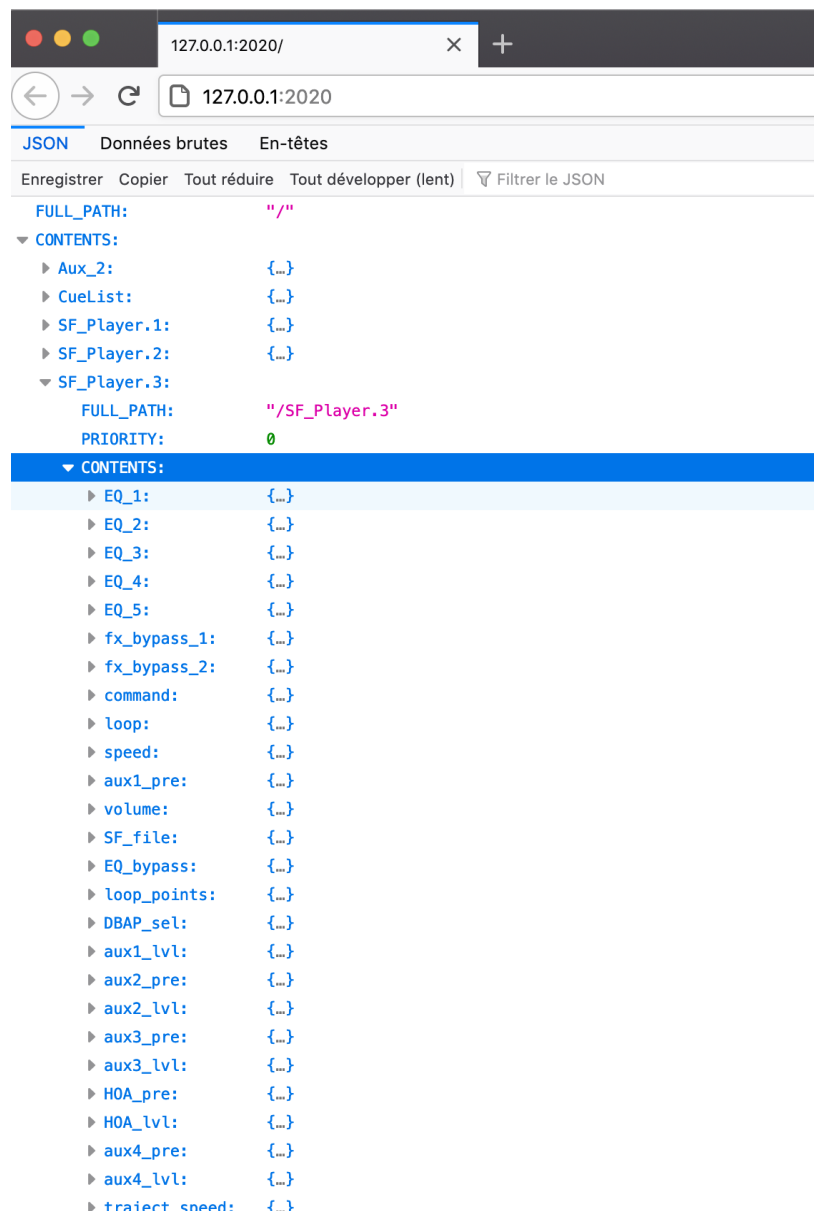 127.0.0.1:2020/
127.0.0.1:2020
JSON Données brutes En-têtes
Enregistrer Copier Tout réduire Tout développer (lent) Filtrer le JSON
FULL_PATH: "/"
CONTENTS:
Aux_2: {…}
CueList: {…}
SF_Player.1: {…}
SF_Player.2: {…}
SF_Player.3:
FULL_PATH: "/SF_Player.3"
PRIORITY: 0
CONTENTS:
EQ_1: {…}
EQ_2: {…}
EQ_3: {…}
EQ_4: {…}
EQ_5: {…}
fx_bypass_1: {…}
fx_bypass_2: {…}
command: {…}
loop: {…}
speed: {…}
aux1_pre: {…}
volume: {…}
SF_file: {…}
EQ_bypass: {…}
loop_points: {…}
DBAP_sel: {…}
aux1_lvl: {…}
aux2_pre: {…}
aux2_lvl: {…}
aux3_pre: {…}
aux3_lvl: {…}
HOA_pre: {…}
HOA_lvl: {…}
aux4_pre: {…}
aux4_lvl: {…}
traject_speed: {…}